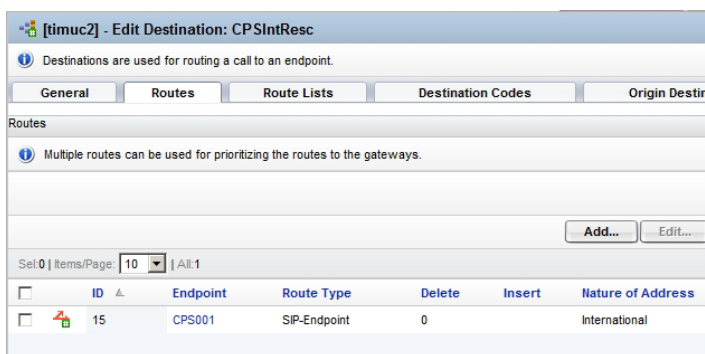 [timuc2] - Edit Destination: CPSIntResc
Destinations are used for routing a call to an endpoint.
General Routes Route Lists Destination Codes Origin Destin
Routes
Multiple routes can be used for prioritizing the routes to the gateways.
Add... Edit...
Sel:0 | Items/Page: 10 | All:1
ID Endpoint Route Type Delete Insert Nature of Address
15 CPS001 SIP-Endpoint 0 International